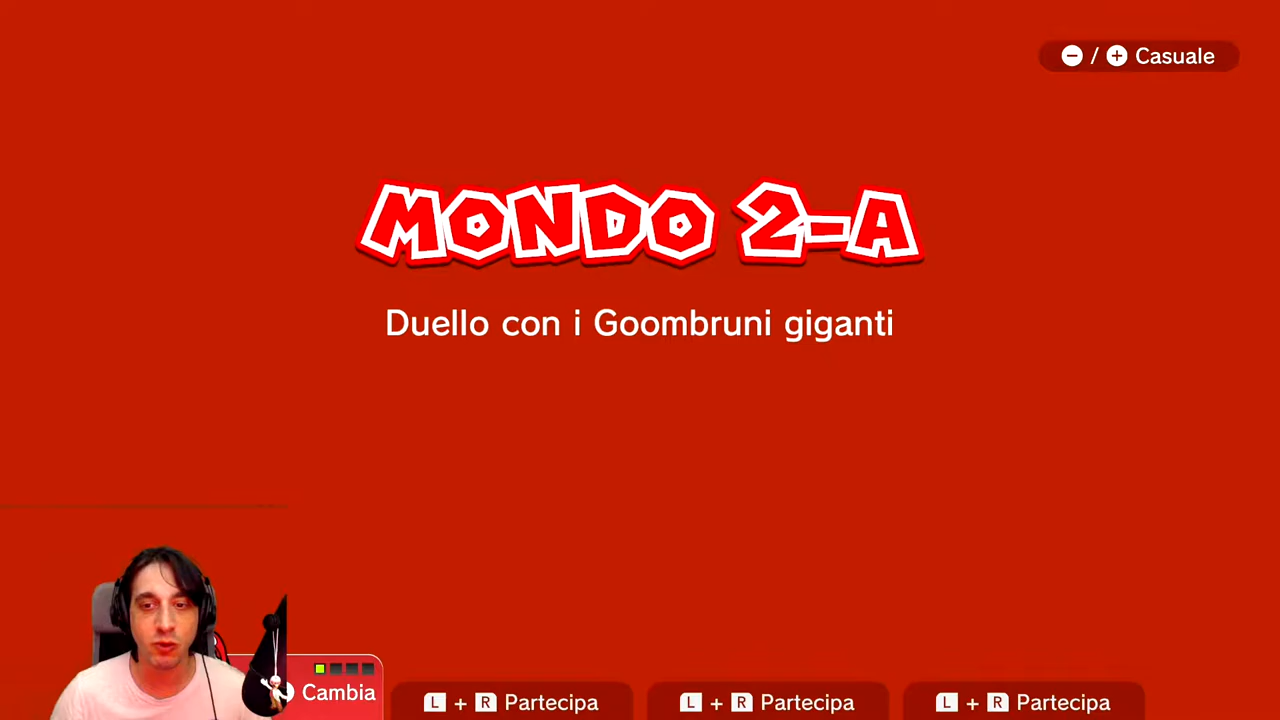 - / + Casuale
MONDO 2-A
Duello con i Goombruni giganti
Cambia
L + R Partecipa
L + R Partecipa
L + R Partecipa